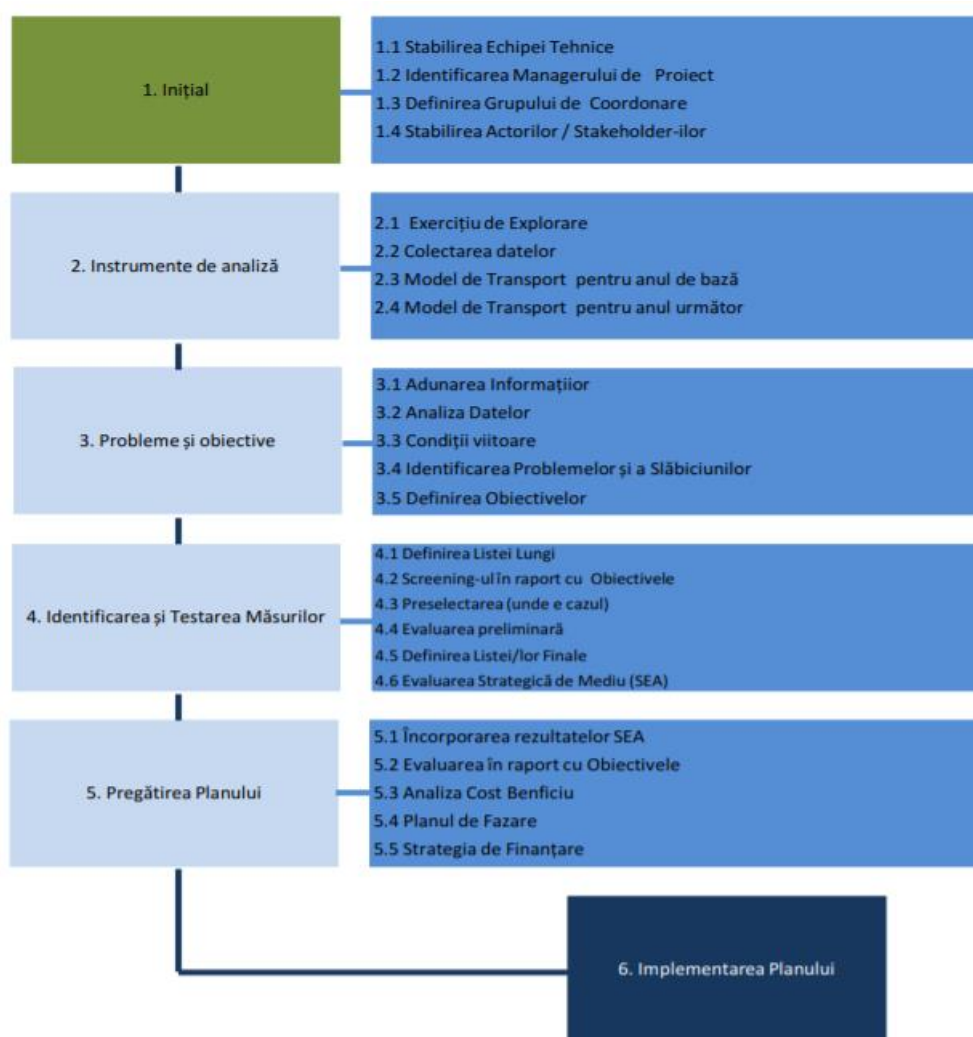 1. Inițial
1.1 Stabilirea Echipei Tehnice
1.2 Identificarea Managerului de Proiect
1.3 Definirea Grupului de Coordonare
1.4 Stabilirea Actorilor / Stakeholder-ilor
2. Instrumente de analiză
2.1 Exercițiu de Explorare
2.2 Colectarea datelor
2.3 Model de Transport pentru anul de bază
2.4 Model de Transport pentru anul următor
3. Probleme și obiective
3.1 Adunarea Informațiior
3.2 Analiza Datelor
3.3 Condiții viitoare
3.4 Identificarea Problemelor și a Slăbiciunilor
3.5 Definirea Obiectivelor
4. Identificarea și Testarea Măsurilor
4.1 Definirea Listei Lungi
4.2 Screening-ul în raport cu Obiectivele
4.3 Preselectarea (unde e cazul)
4.4 Evaluarea preliminară
4.5 Definirea Listei/lor Finale
4.6 Evaluarea Strategică de Mediu (SEA)
5. Pregătirea Planului
5.1 Încorporarea rezultatelor SEA
5.2 Evaluarea în raport cu Obiectivele
5.3 Analiza Cost Benficiu
5.4 Planul de Fazare
5.5 Strategia de Finanțare
6. Implementarea Planului